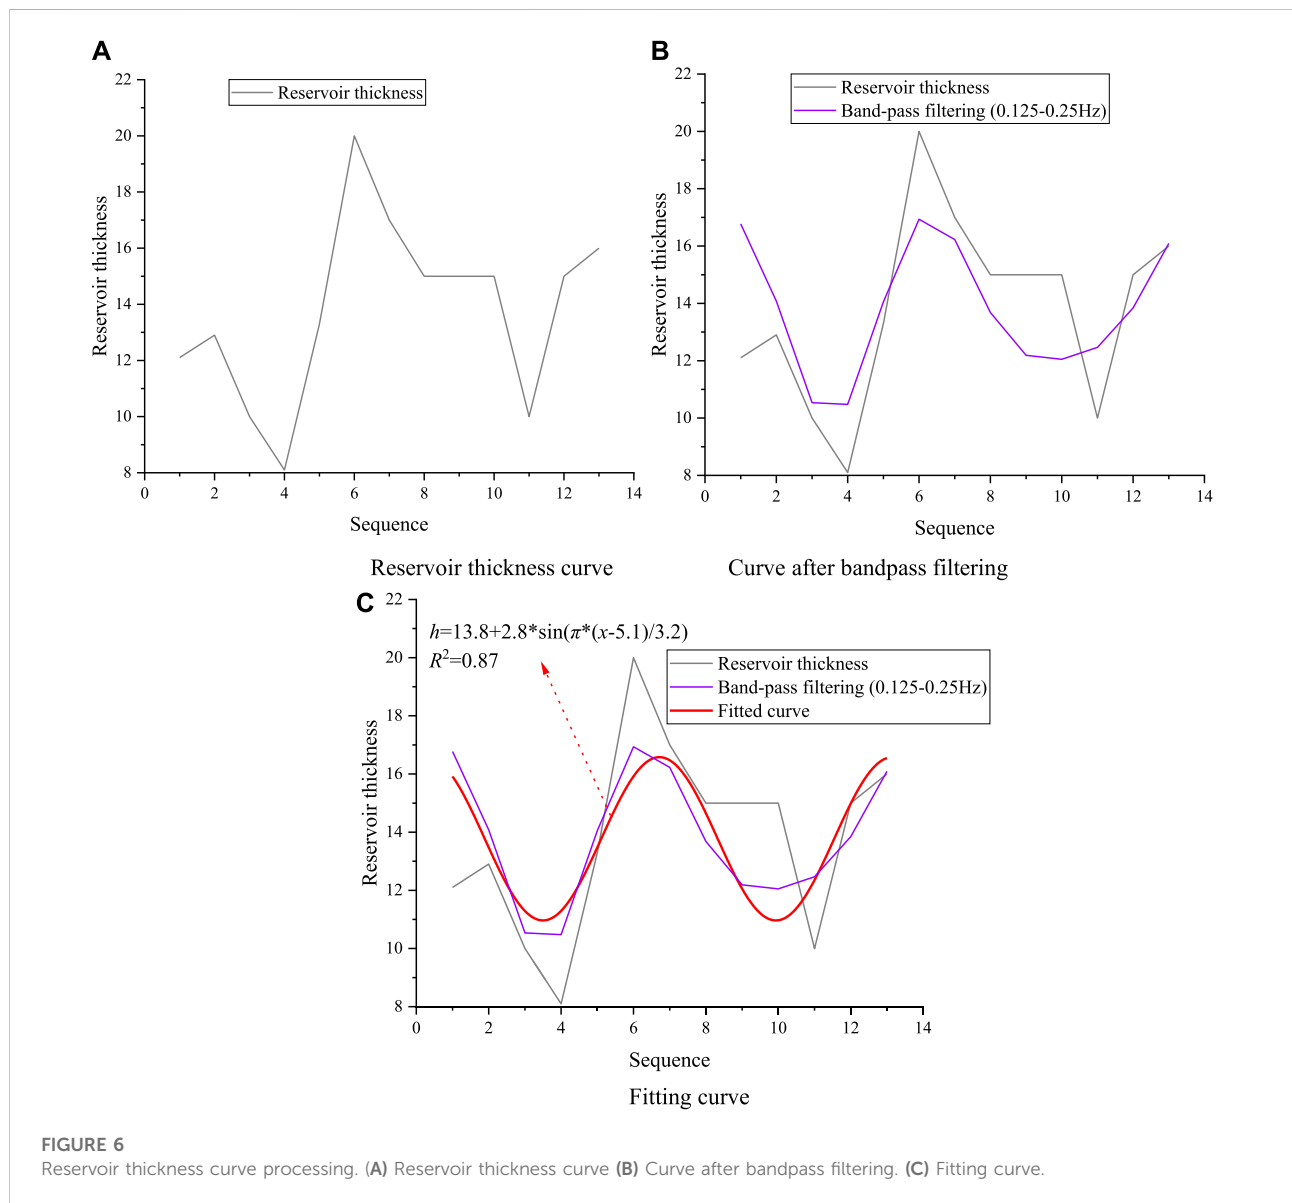 A
22
20
18
16
14
12
10
8
0 2 4 6 8 10 12 14
Reservoir thickness
Sequence
Reservoir thickness
Reservoir thickness curve
B
22
20
18
16
14
12
10
8
0 2 4 6 8 10 12 14
Reservoir thickness
Sequence
Reservoir thickness
Band-pass filtering (0.125-0.25Hz)
Curve after bandpass filtering
C
22
20
18
16
14
12
10
8
0 2 4 6 8 10 12 14
Reservoir thickness
Sequence
h=13.8+2.8*sin(π*(x-5.1)/3.2)
R²=0.87
Reservoir thickness
Band-pass filtering (0.125-0.25Hz)
Fitted curve
Fitting curve
FIGURE 6
Reservoir thickness curve processing. (A) Reservoir thickness curve (B) Curve after bandpass filtering. (C) Fitting curve.